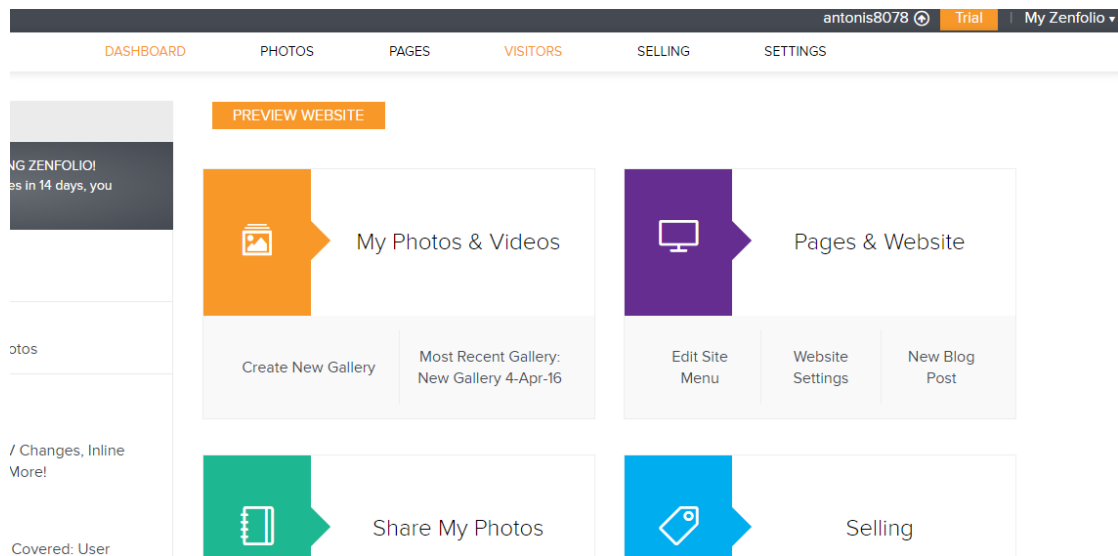 antonis8078 Trial | My Zenfolio
DASHBOARD PHOTOS PAGES VISITORS SELLING SETTINGS
NG ZENFOLIO!
es in 14 days, you
otos
/ Changes, Inline
More!
Covered: User
PREVIEW WEBSITE
My Photos & Videos
Create New Gallery
Most Recent Gallery:
New Gallery 4-Apr-16
Pages & Website
Edit Site
Menu
Website
Settings
New Blog
Post
Share My Photos
Selling